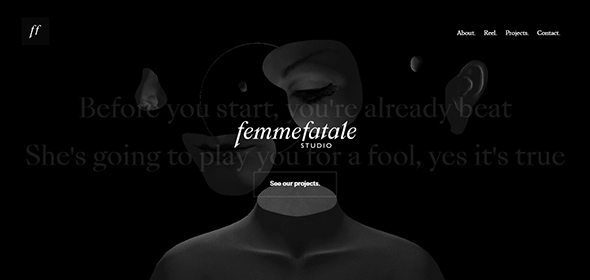 ff
About. Reel. Projects. Contact.
Before you start, you're already beat
femmefatale
STUDIO
She's going to play you for a fool, yes it's true
See our projects.